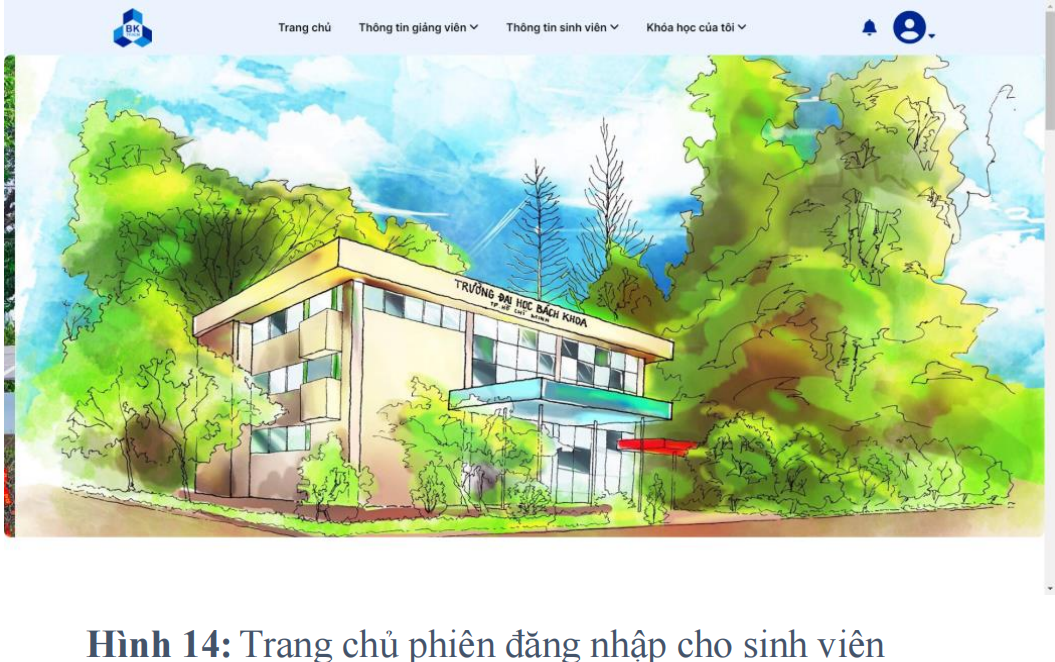 BK
Trang chủ Thông tin giảng viên Thông tin sinh viên Khóa học của tôi
TRƯỜNG ĐẠI HỌC BÁCH KHOA
TP HỒ CHÍ MINH
Hình 14: Trang chủ phiên đăng nhập cho sinh viên